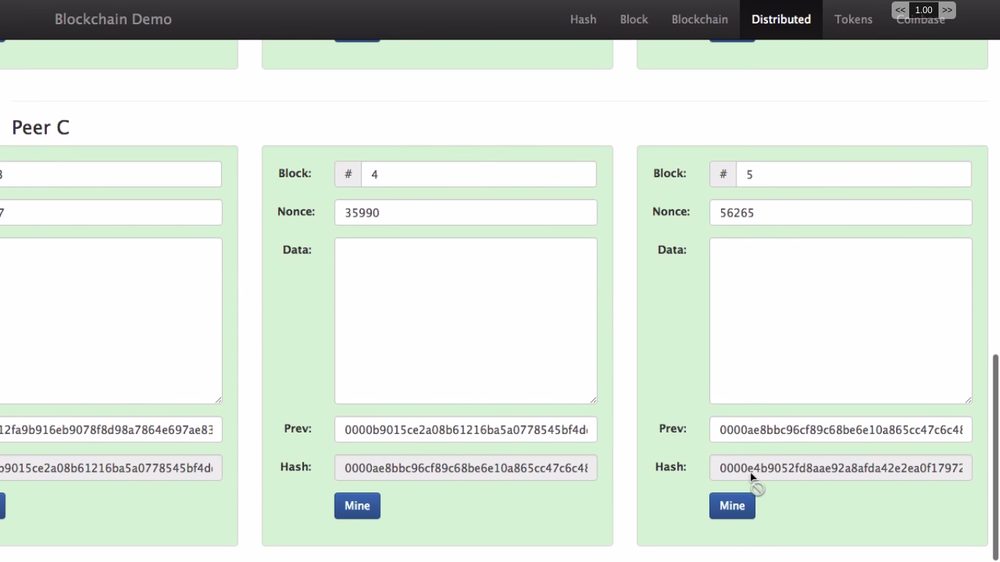 Blockchain Demo
Hash Block Blockchain Distributed Tokens Coinbase
<< 1.00 >>
Peer C
3
Block: # 4
Block: # 5
7
Nonce: 35990
Nonce: 56265
Data:
Data:
12fa9b916eb9078f8d98a7864e697ae83
Prev: 0000b9015ce2a08b61216ba5a0778545bf4d
Prev: 0000ae8bbc96cf89c68be6e10a865cc47c6c48
b9015ce2a08b61216ba5a0778545bf4d
Hash: 0000ae8bbc96cf89c68be6e10a865cc47c6c48
Hash: 0000e4b9052fd8aae92a8afda42e2ea0f17972
Mine
Mine